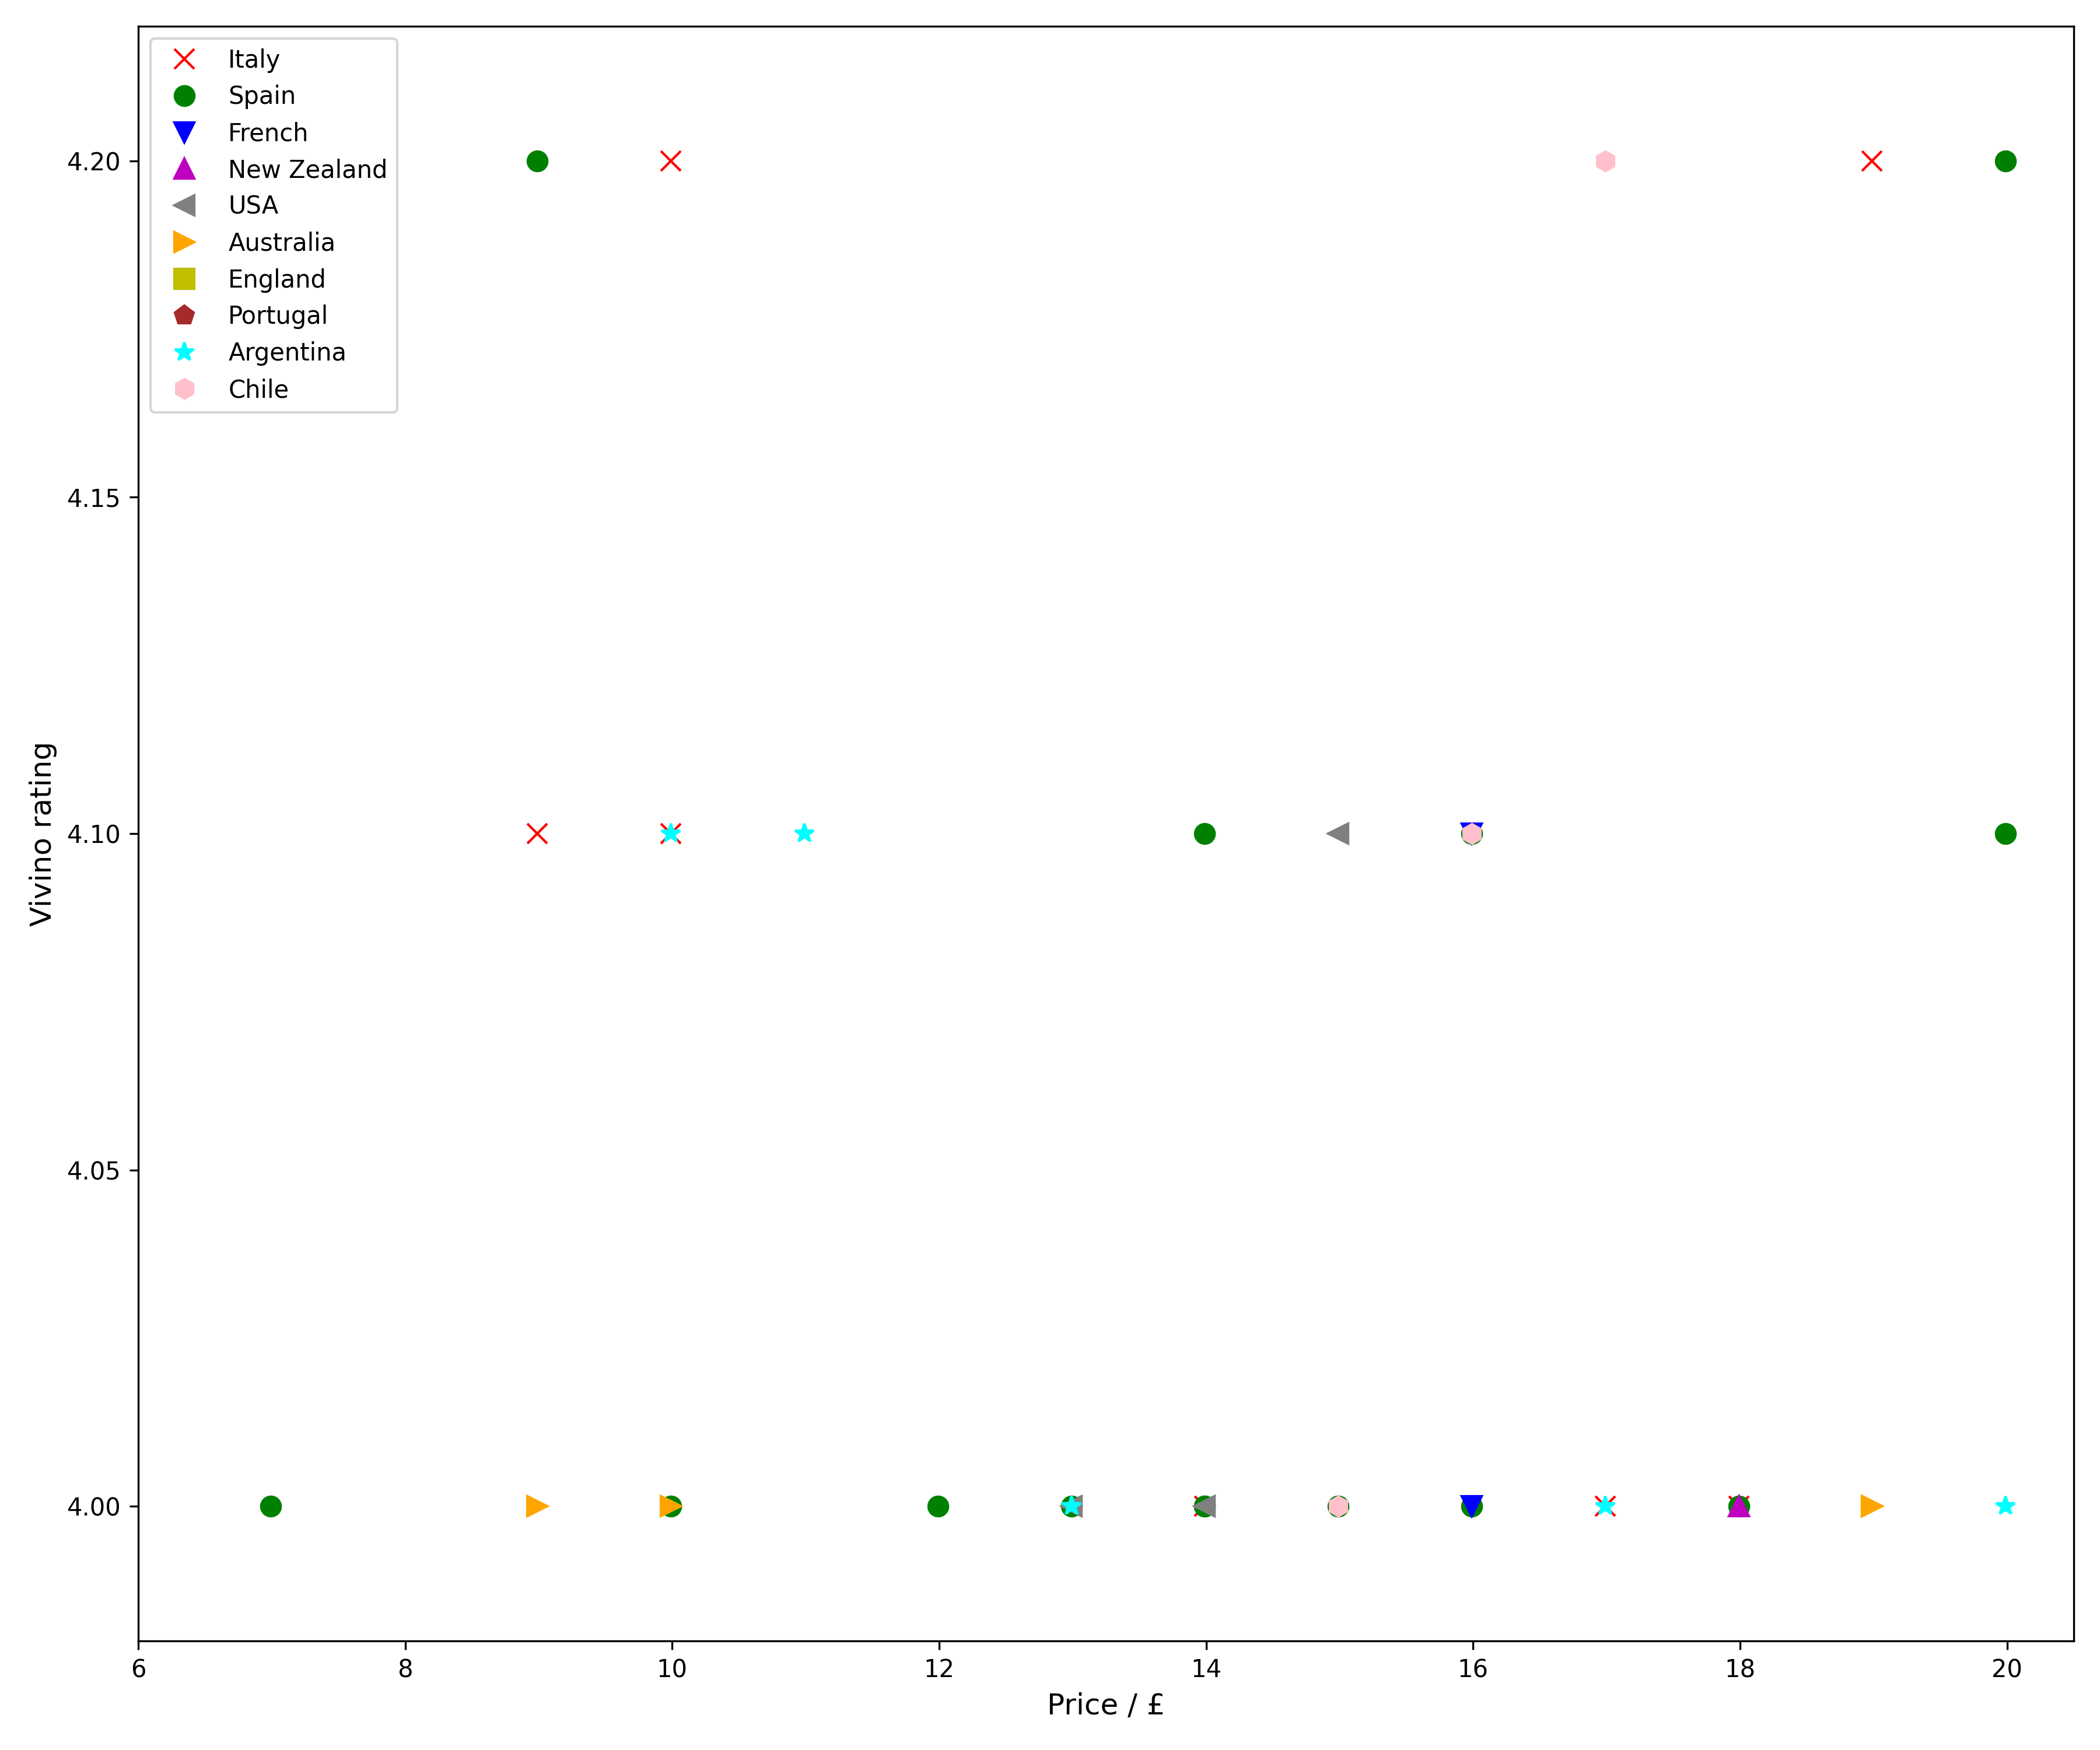 Italy
Spain
French
New Zealand
USA
Australia
England
Portugal
Argentina
Chile
4.20
4.15
4.10
4.05
4.00
Vivino rating
6 8 10 12 14 16 18 20
Price / £